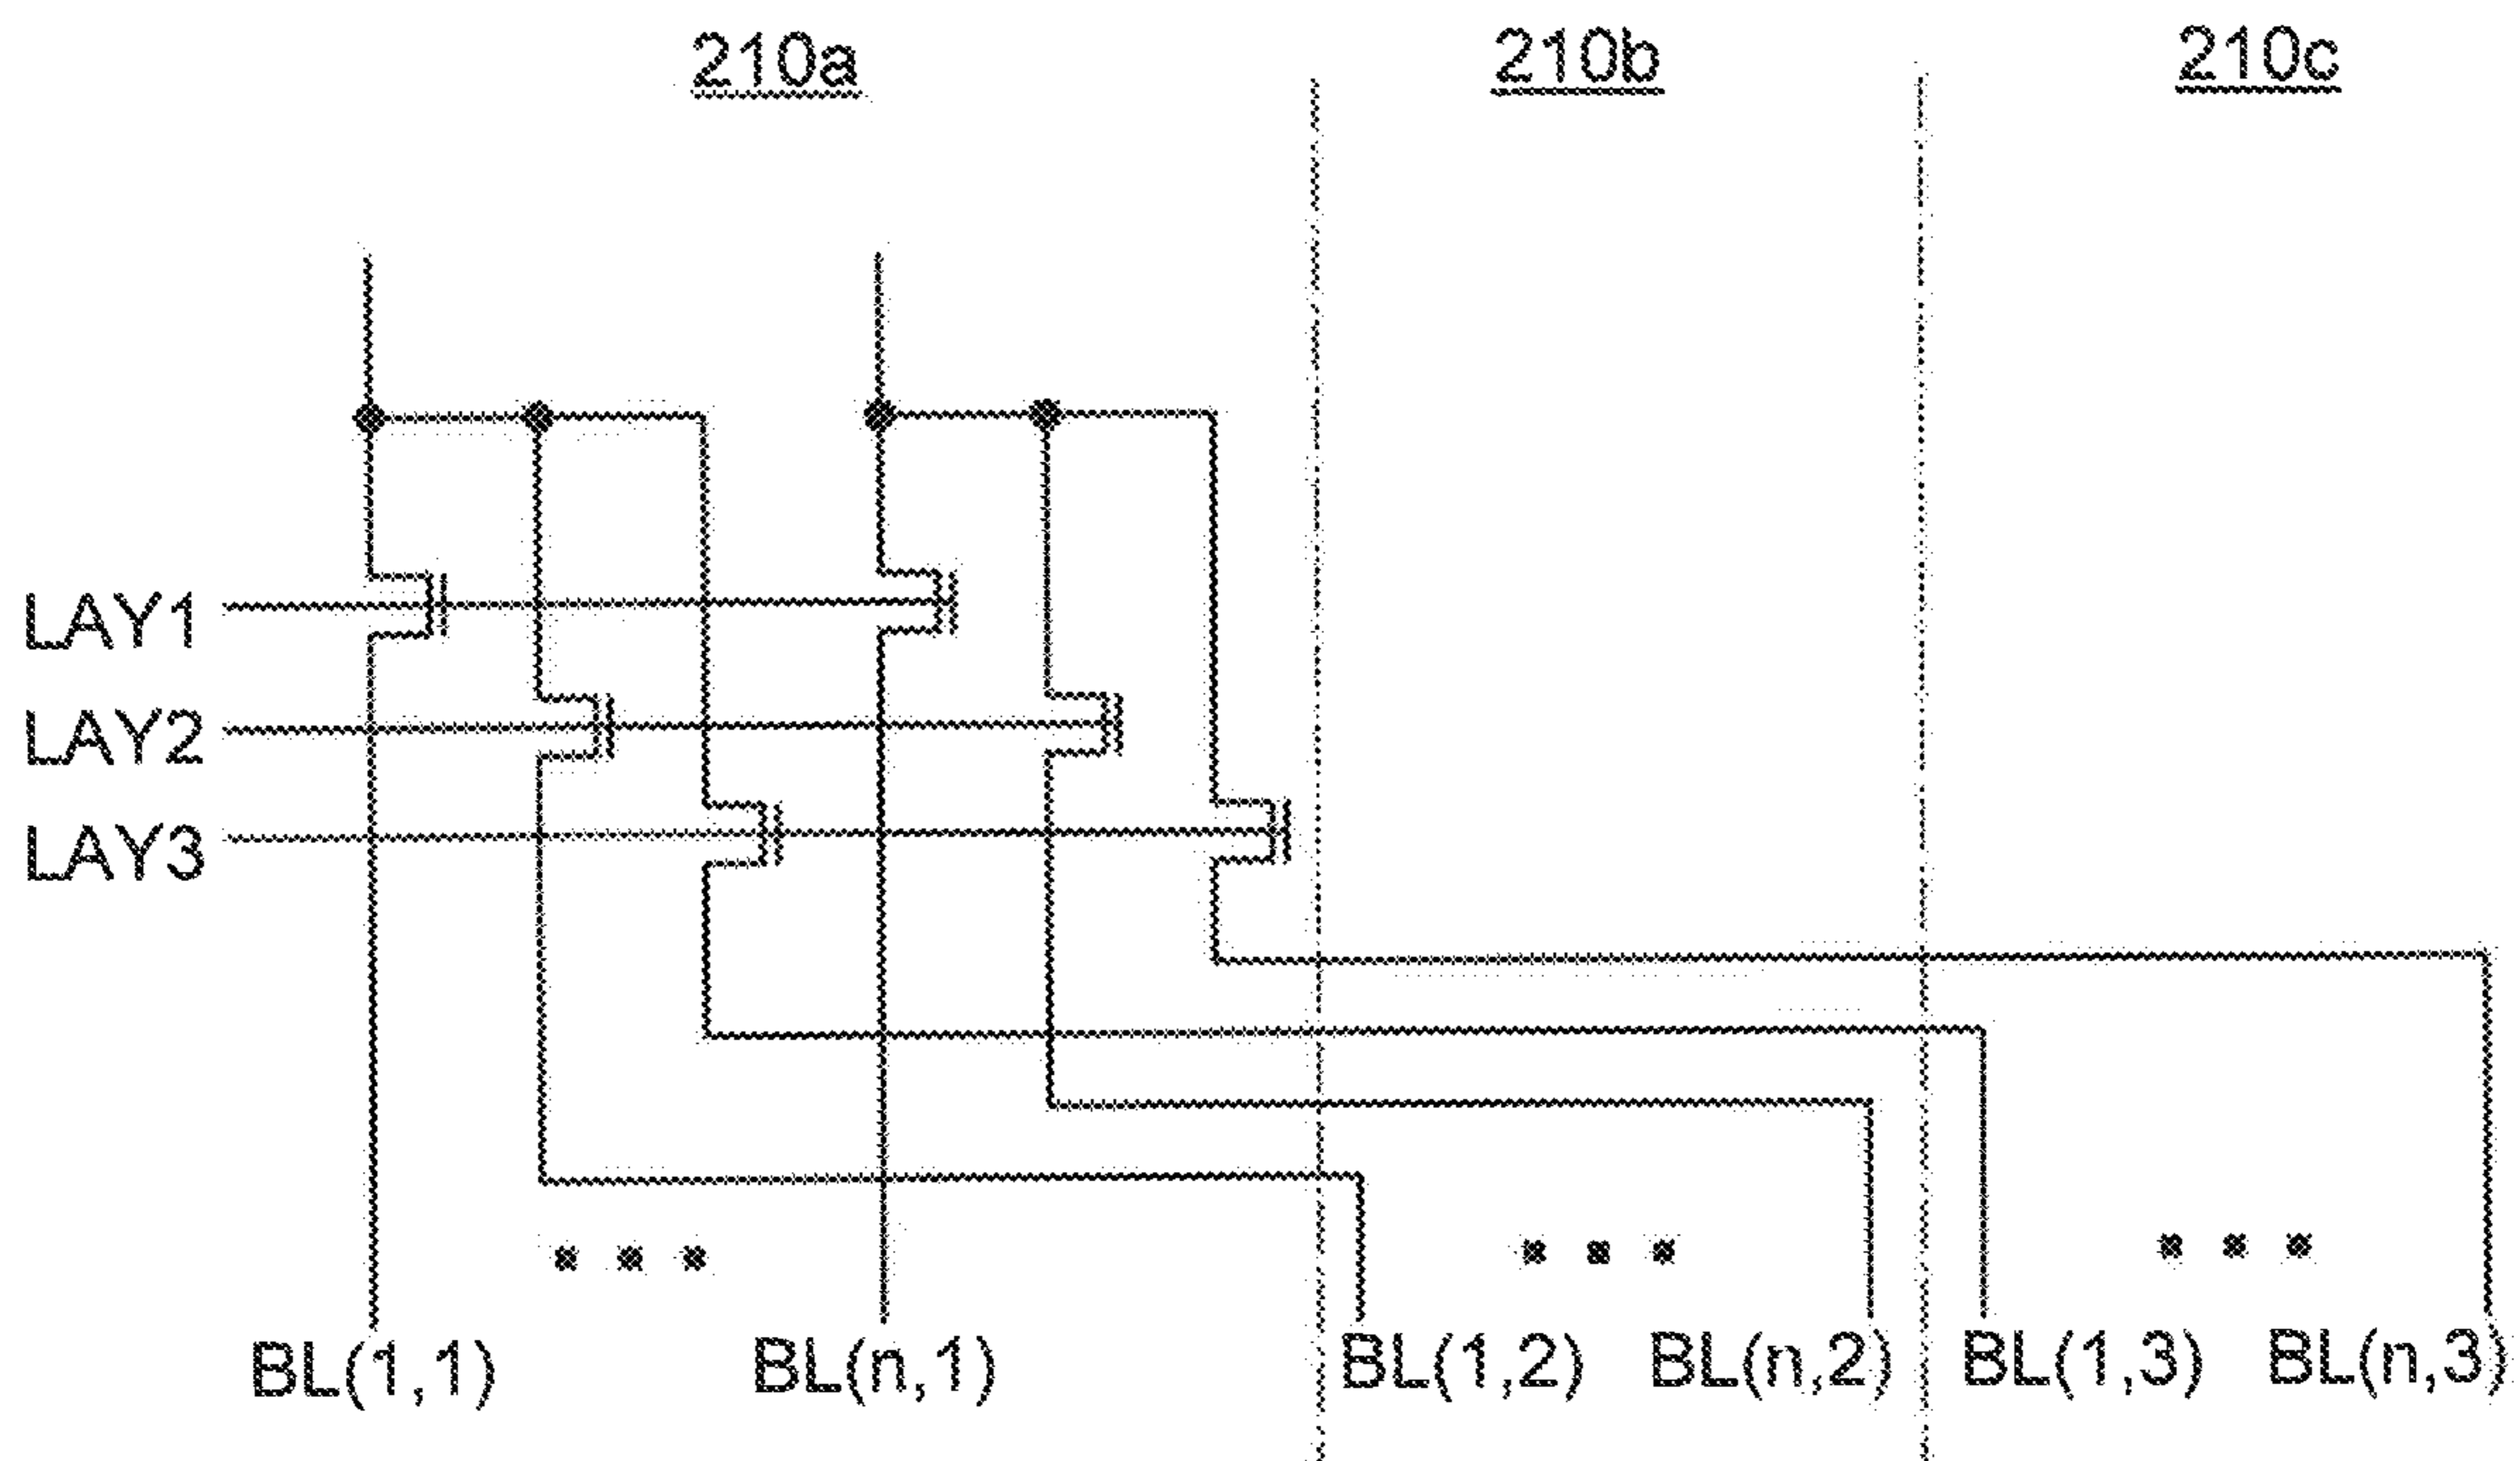 210a 210b 210c
LAY1
LAY2
LAY3
BL(1,1) BL(n,1) BL(1,2) BL(n,2) BL(1,3) BL(n,3)